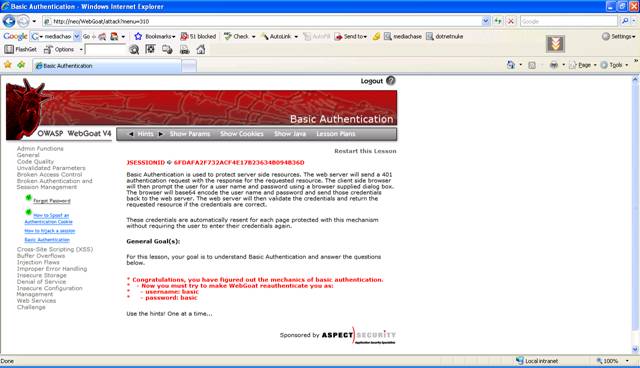 Basic Authentication - Windows Internet Explorer
http://neo/WebGoat/attack?menu=310
Google
Google
mediachase
Go
Bookmarks
51 blocked
Check
AutoLink
AutoFill
Send to
mediachase
dotnetnuke
Settings
FlashGet
Options
Basic Authentication
Page
Tools
Logout ?
Basic Authentication
OWASP WebGoat V4
Hints
Show Params
Show Cookies
Show Java
Lesson Plans
Restart this Lesson
Admin Functions
General
Code Quality
Unvalidated Parameters
Broken Access Control
Broken Authentication and
Session Management
Forgot Password
How to Spoof an
Authentication Cookie
How to hijack a session
Basic Authentication
Cross-Site Scripting (XSS)
Buffer Overflows
Injection Flaws
Improper Error Handling
Insecure Storage
Denial of Service
Insecure Configuration
Management
Web Services
Challenge
JSESSIONID 6FDAFA2F732ACF4E17B23634B094B36D
Basic Authentication is used to protect server side resources. The web server will send a 401
authentication request with the response for the requested resource. The client side browser
will then prompt the user for a user name and password using a browser supplied dialog box.
The browser will base64 encode the user name and password and send those credentials
back to the web server. The web server will then validate the credentials and return the
requested resource if the credentials are correct.
These credentials are automatically resent for each page protected with this mechanism
without requiring the user to enter their credentials again.
General Goal(s):
For this lesson, your goal is to understand Basic Authentication and answer the questions
below.
* Congratulations, you have figured out the mechanics of basic authentication.
* - Now you must try to make WebGoat reauthenticate you as:
* - username: basic
* - password: basic
Use the hints! One at a time...
Sponsored by ASPECT SECURITY
Application Security Specialists
Done
Local intranet
100%